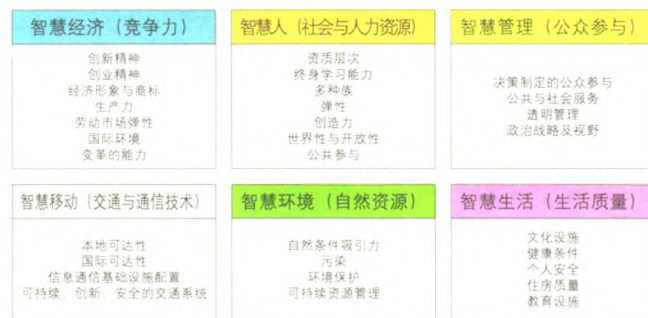 智慧经济（竞争力）
创新精神
创业精神
经济形象与商标
生产力
劳动市场弹性
国际环境
变革的能力
智慧人（社会与人力资源）
资质层次
终身学习能力
多种族
弹性
创造力
世界性与开放性
公共参与
智慧管理（公众参与）
决策制定的公众参与
公共与社会服务
透明管理
政治战略及视野
智慧移动（交通与通信技术）
本地可达性
国际可达性
信息通信基础设施配置
可持续、创新、安全的交通系统
智慧环境（自然资源）
自然条件吸引力
污染
环境保护
可持续资源管理
智慧生活（生活质量）
文化设施
健康条件
个人安全
住房质量
教育设施